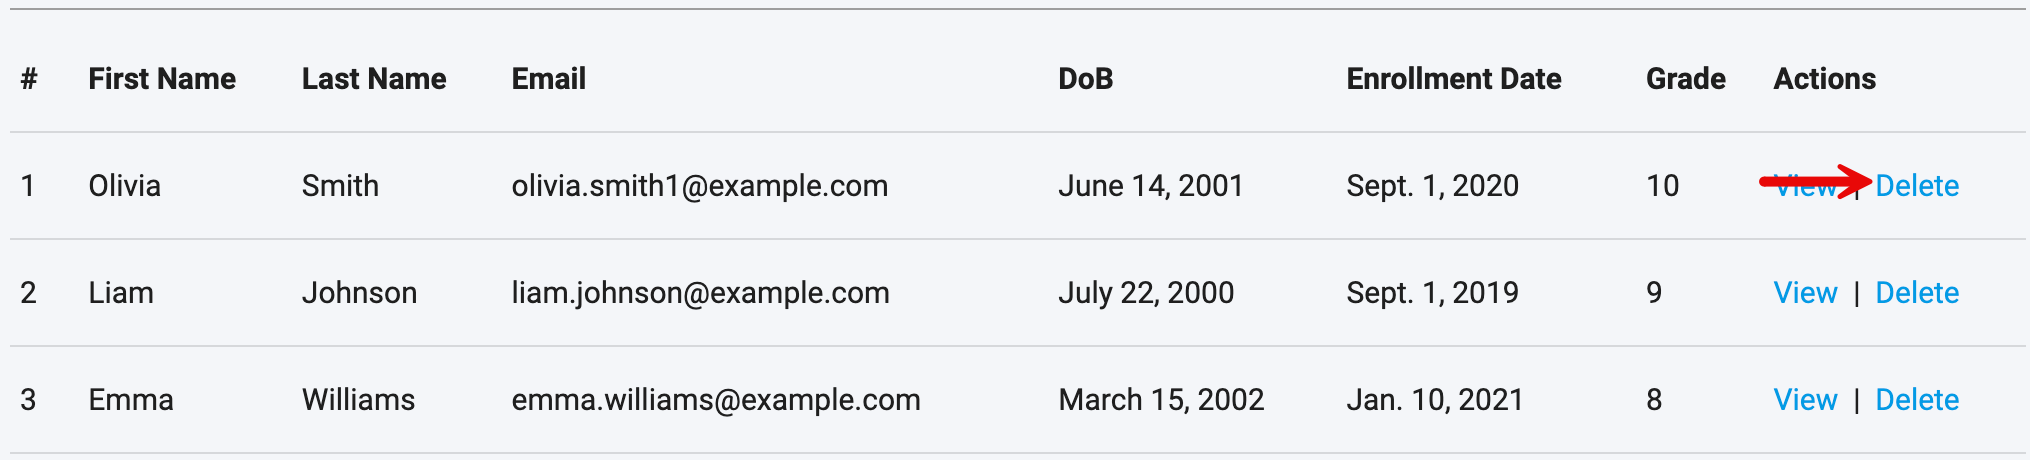 # First Name Last Name Email DoB Enrollment Date Grade Actions
1 Olivia Smith olivia.smith1@example.com June 14, 2001 Sept. 1, 2020 10 View | Delete
2 Liam Johnson liam.johnson@example.com July 22, 2000 Sept. 1, 2019 9 View | Delete
3 Emma Williams emma.williams@example.com March 15, 2002 Jan. 10, 2021 8 View | Delete